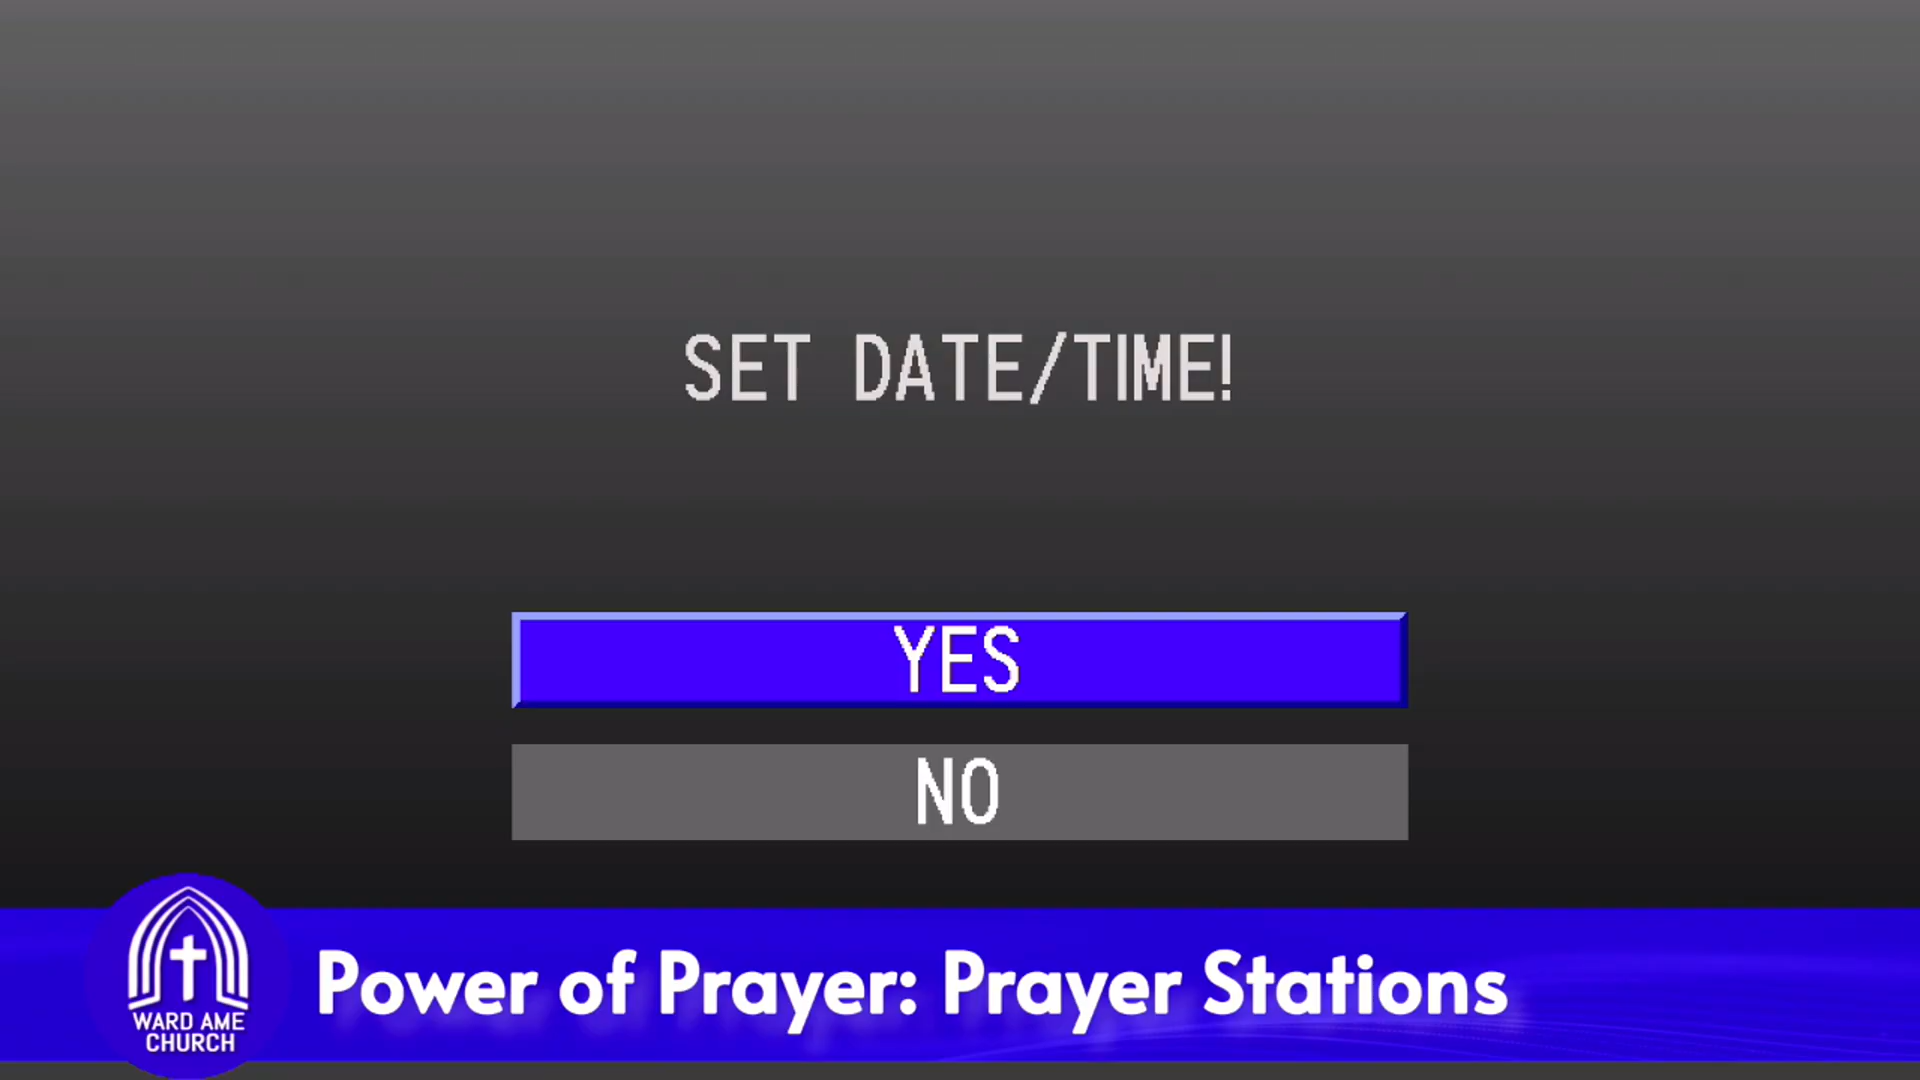 SET DATE/TIME!
YES
NO
Power of Prayer: Prayer Stations
WARD AME
CHURCH